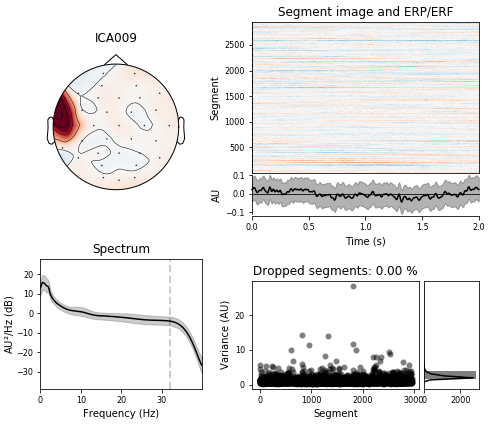 ICA009
Segment image and ERP/ERF
Segment
2500
2000
1500
1000
500
AU
0.1
0.0
−0.1
0.0 0.5 1.0 1.5 2.0
Time (s)
Spectrum
AU²/Hz (dB)
20
10
0
−10
−20
−30
0 10 20 30
Frequency (Hz)
Dropped segments: 0.00 %
Variance (AU)
20
10
0
0 1000 2000 3000
Segment
0 2000